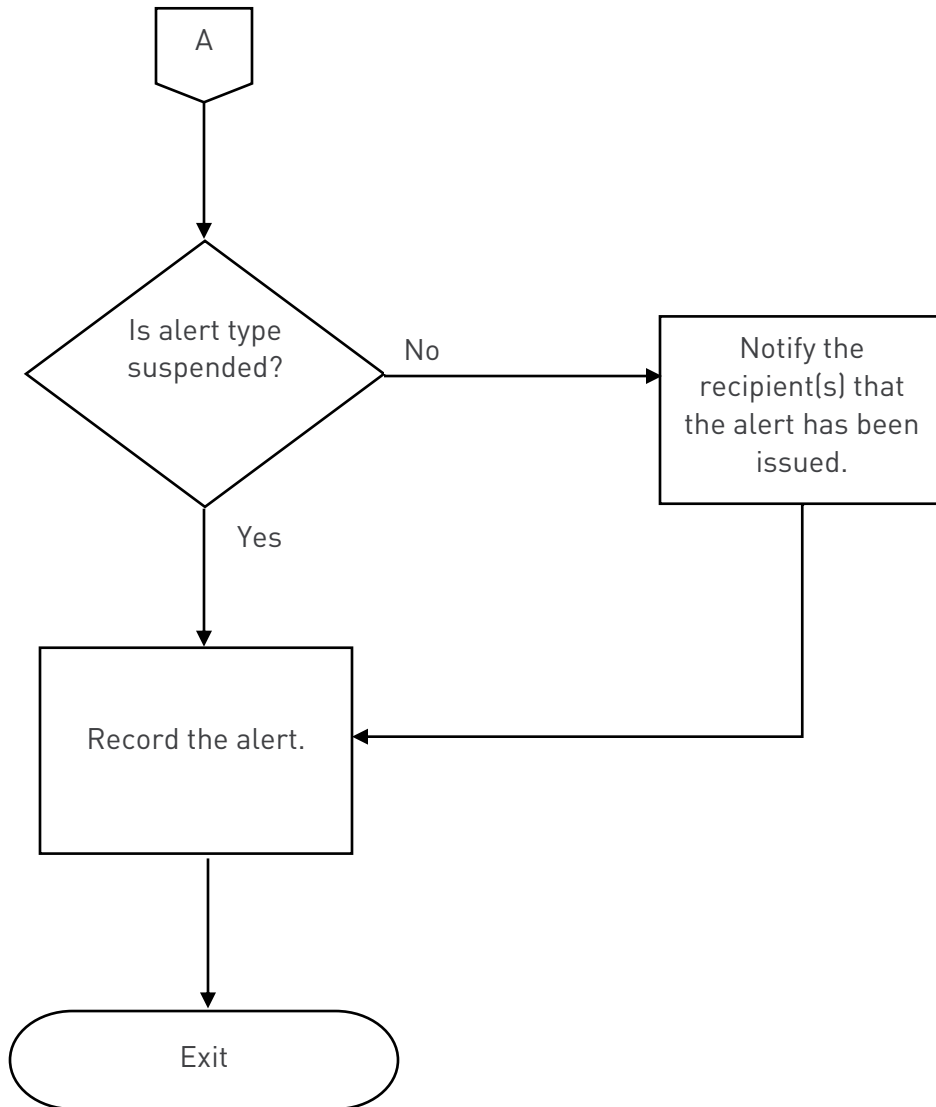 A
Is alert type
suspended?
No
Notify the
recipient(s) that
the alert has been
issued.
Yes
Record the alert.
Exit